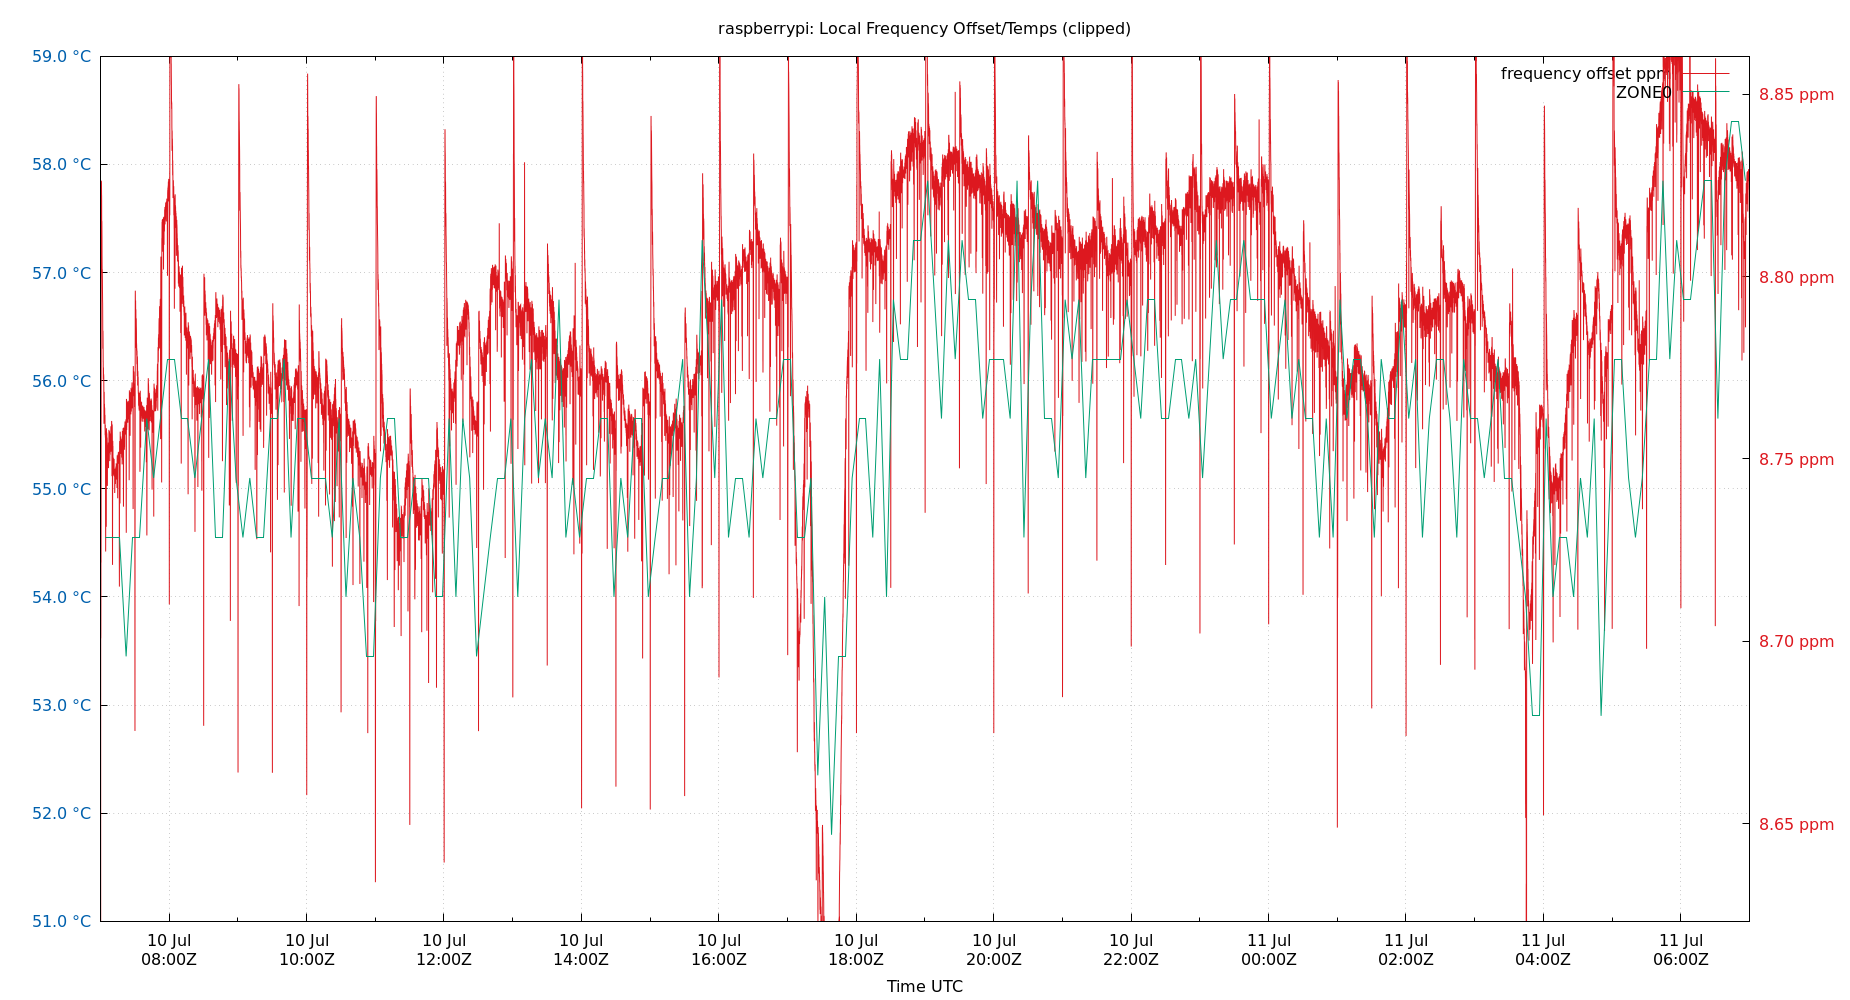 raspberrypi: Local Frequency Offset/Temps (clipped)
frequency offset ppm
ZONE0
59.0 °C
58.0 °C
57.0 °C
56.0 °C
55.0 °C
54.0 °C
53.0 °C
52.0 °C
51.0 °C
8.85 ppm
8.80 ppm
8.75 ppm
8.70 ppm
8.65 ppm
10 Jul 10 Jul 10 Jul 10 Jul 10 Jul 10 Jul 10 Jul 10 Jul 11 Jul 11 Jul 11 Jul 11 Jul
08:00Z 10:00Z 12:00Z 14:00Z 16:00Z 18:00Z 20:00Z 22:00Z 00:00Z 02:00Z 04:00Z 06:00Z
Time UTC